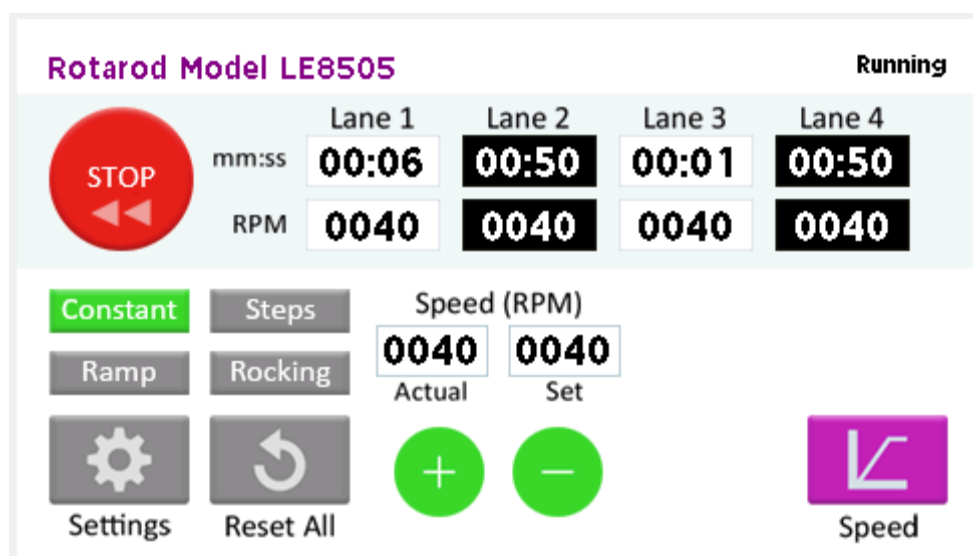 Rotarod Model LE8505 Running
Lane 1 Lane 2 Lane 3 Lane 4
STOP
mm:ss 00:06 00:50 00:01 00:50
RPM 0040 0040 0040 0040
Constant Steps Speed (RPM)
0040 0040
Ramp Rocking
Actual Set
+ −
Settings Reset All Speed